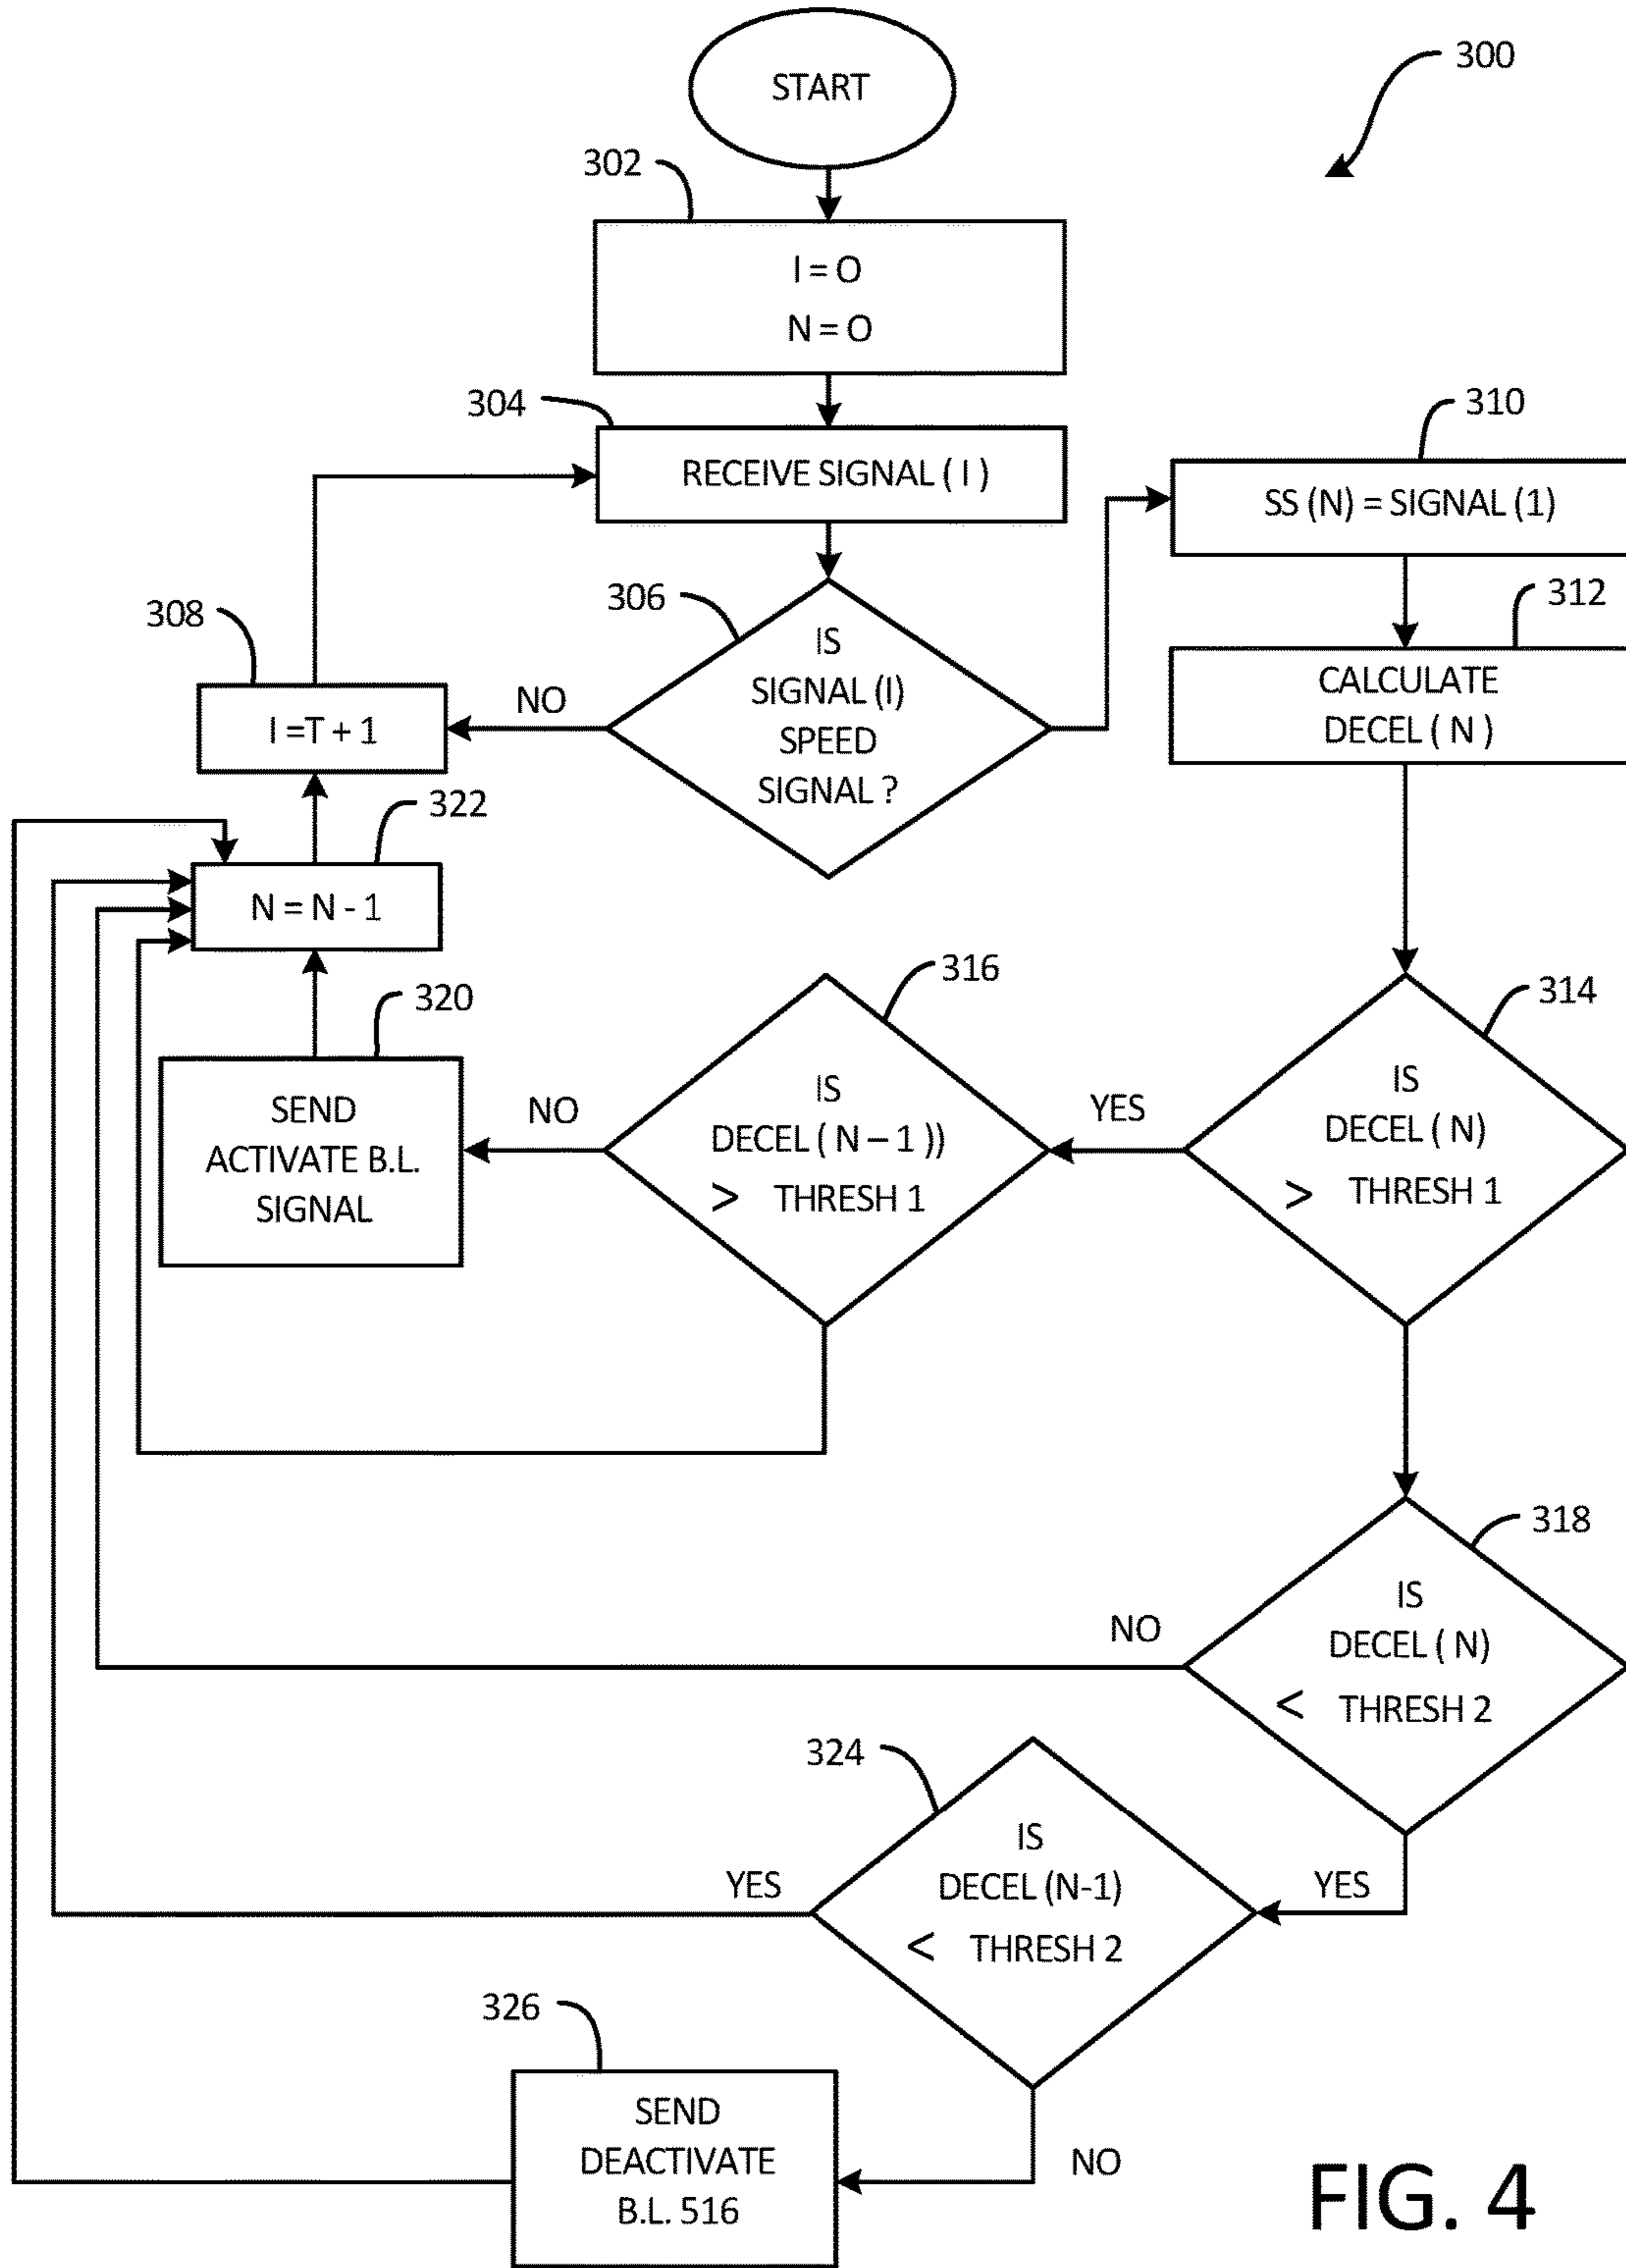 START
300
302
I = O
N = O
304
RECEIVE SIGNAL ( I )
310
SS (N) = SIGNAL (1)
306
IS
SIGNAL (I)
SPEED
SIGNAL ?
308
NO
I =T + 1
312
CALCULATE
DECEL ( N )
322
N = N - 1
320
SEND
ACTIVATE B.L.
SIGNAL
NO
316
IS
DECEL ( N – 1 ))
> THRESH 1
YES
314
IS
DECEL ( N)
> THRESH 1
318
IS
DECEL ( N)
< THRESH 2
NO
324
IS
DECEL (N-1)
< THRESH 2
YES
YES
326
SEND
DEACTIVATE
B.L. 516
NO
FIG. 4